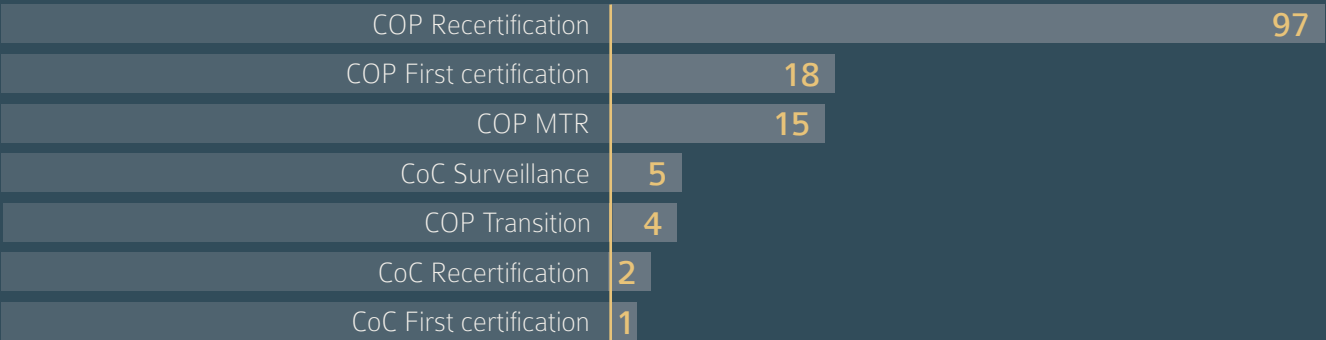 COP Recertification 97
COP First certification 18
COP MTR 15
CoC Surveillance 5
COP Transition 4
CoC Recertification 2
CoC First certification 1